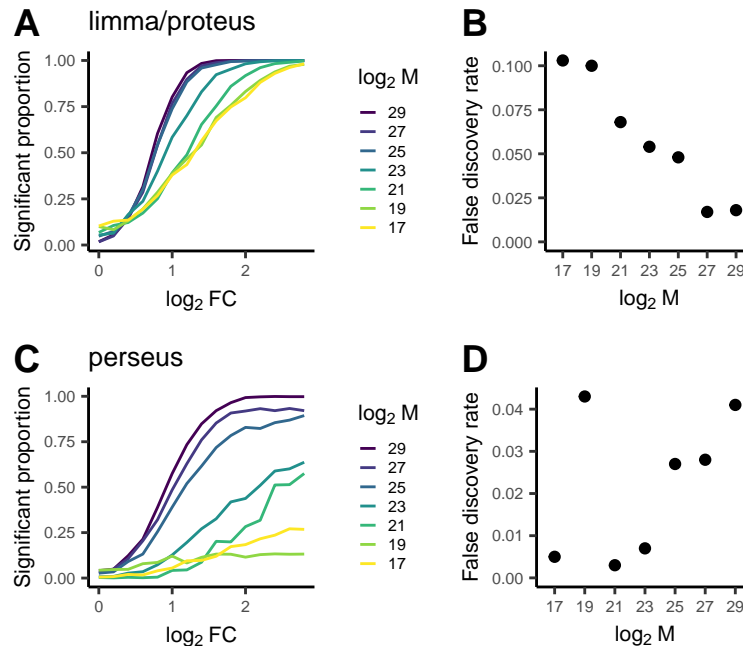 A limma/proteus
Significant proportion
1.00
0.75
0.50
0.25
0.00
0 1 2
log2 FC
log2 M
29
27
25
23
21
19
17
B
False discovery rate
0.100
0.075
0.050
0.025
0.000
17 19 21 23 25 27 29
log2 M
C perseus
Significant proportion
1.00
0.75
0.50
0.25
0.00
0 1 2
log2 FC
log2 M
29
27
25
23
21
19
17
D
False discovery rate
0.04
0.03
0.02
0.01
0.00
17 19 21 23 25 27 29
log2 M